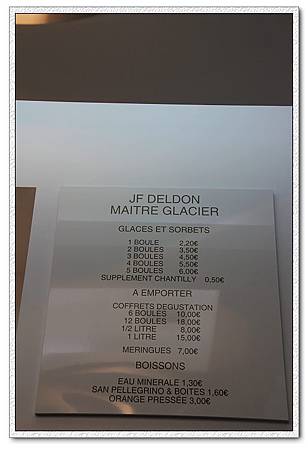 JF DELDON
MAITRE GLACIER
GLACES ET SORBETS
1 BOULE 2,20€
2 BOULES 3,50€
3 BOULES 4,50€
4 BOULES 5,50€
5 BOULES 6,00€
SUPPLEMENT CHANTILLY 0,50€
A EMPORTER
COFFRETS DEGUSTATION
6 BOULES 10,00€
12 BOULES 18,00€
1/2 LITRE 8,00€
1 LITRE 15,00€
MERINGUES 7,00€
BOISSONS
EAU MINERALE 1,30€
SAN PELLEGRINO & BOITES 1,60€
ORANGE PRESSÉE 3,00€